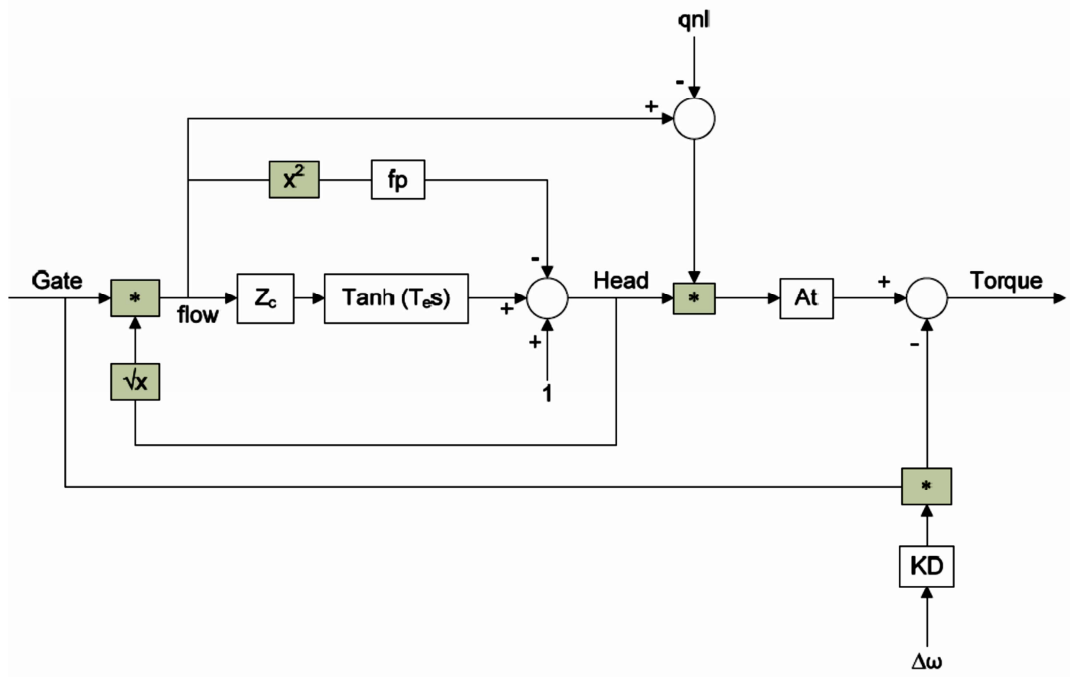 qnl
-
+
x²
fp
-
Gate
*
flow
Zc
Tanh (Tes)
+
+
1
Head
*
At
+
Torque
-
√x
*
KD
Δω